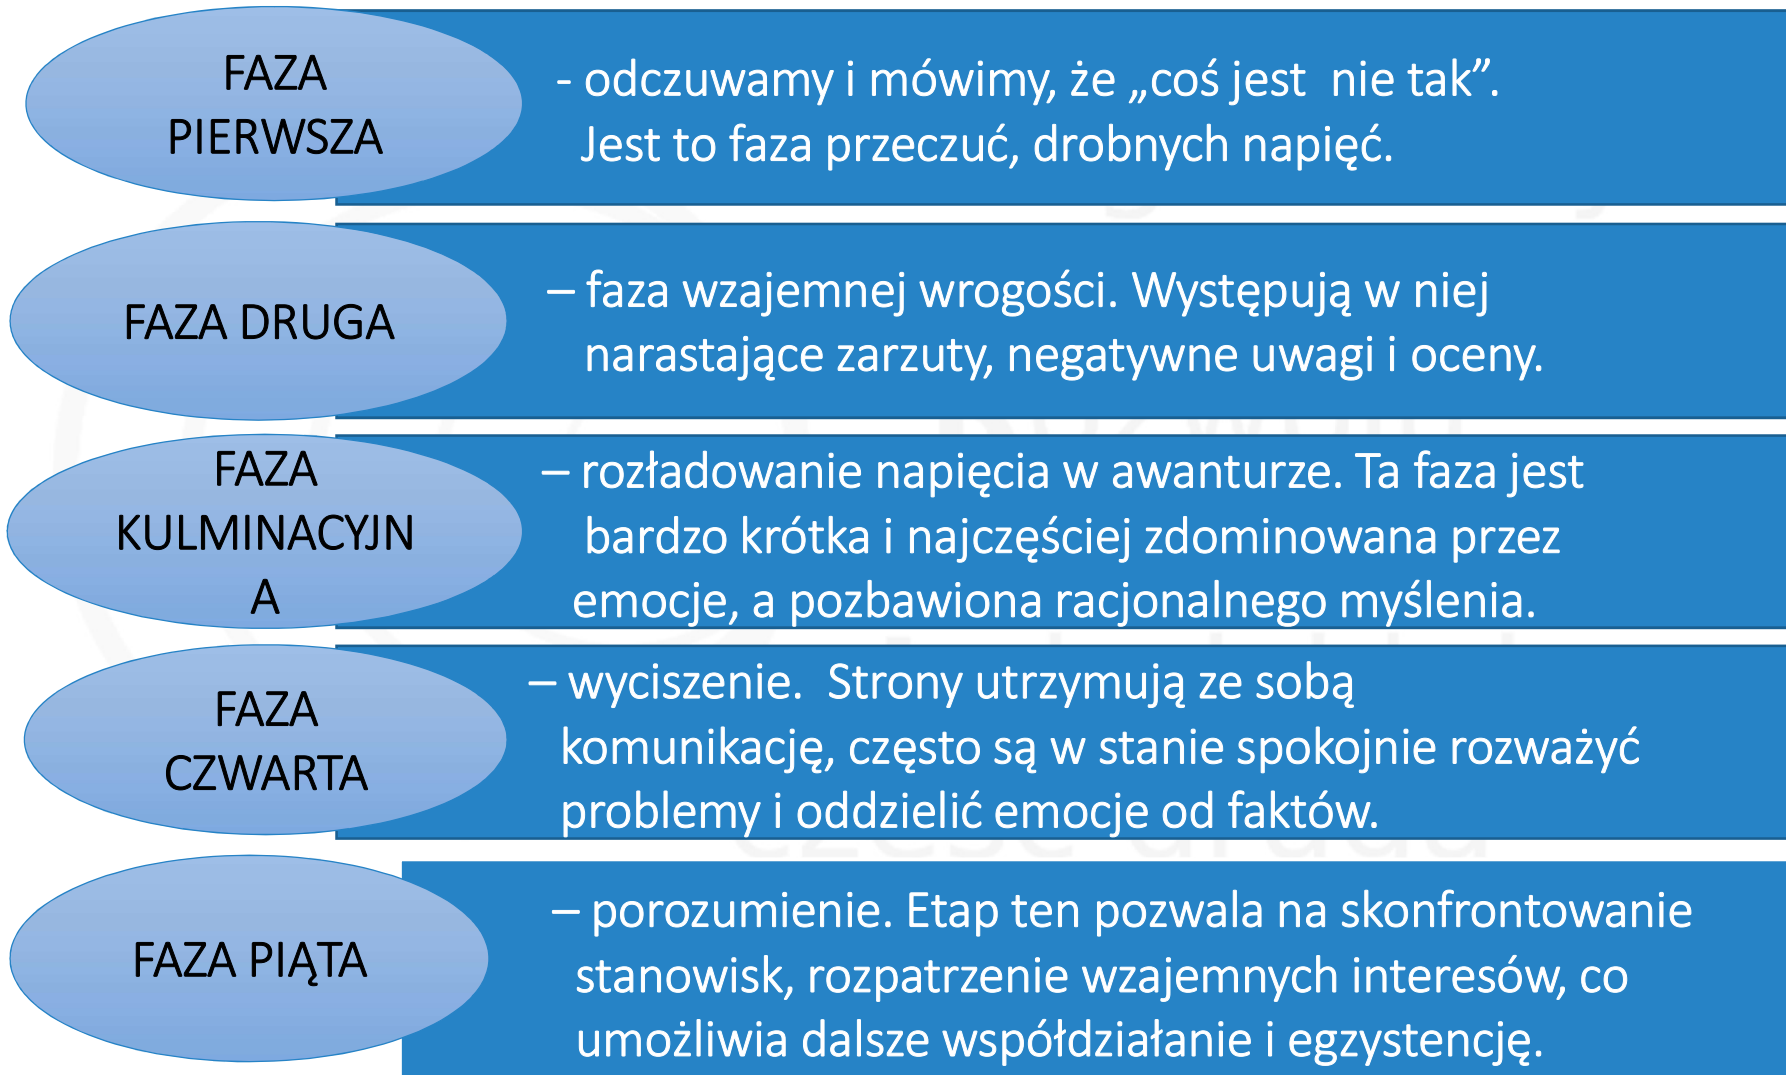 FAZA
PIERWSZA
- odczuwamy i mówimy, że „coś jest  nie tak”.
Jest to faza przeczuć, drobnych napięć.
FAZA DRUGA
– faza wzajemnej wrogości. Występują w niej
narastające zarzuty, negatywne uwagi i oceny.
FAZA
KULMINACYJN
A
– rozładowanie napięcia w awanturze. Ta faza jest
bardzo krótka i najczęściej zdominowana przez
emocje, a pozbawiona racjonalnego myślenia.
FAZA
CZWARTA
– wyciszenie.  Strony utrzymują ze sobą
komunikację, często są w stanie spokojnie rozważyć
problemy i oddzielić emocje od faktów.
FAZA PIĄTA
– porozumienie. Etap ten pozwala na skonfrontowanie
stanowisk, rozpatrzenie wzajemnych interesów, co
umożliwia dalsze współdziałanie i egzystencję.